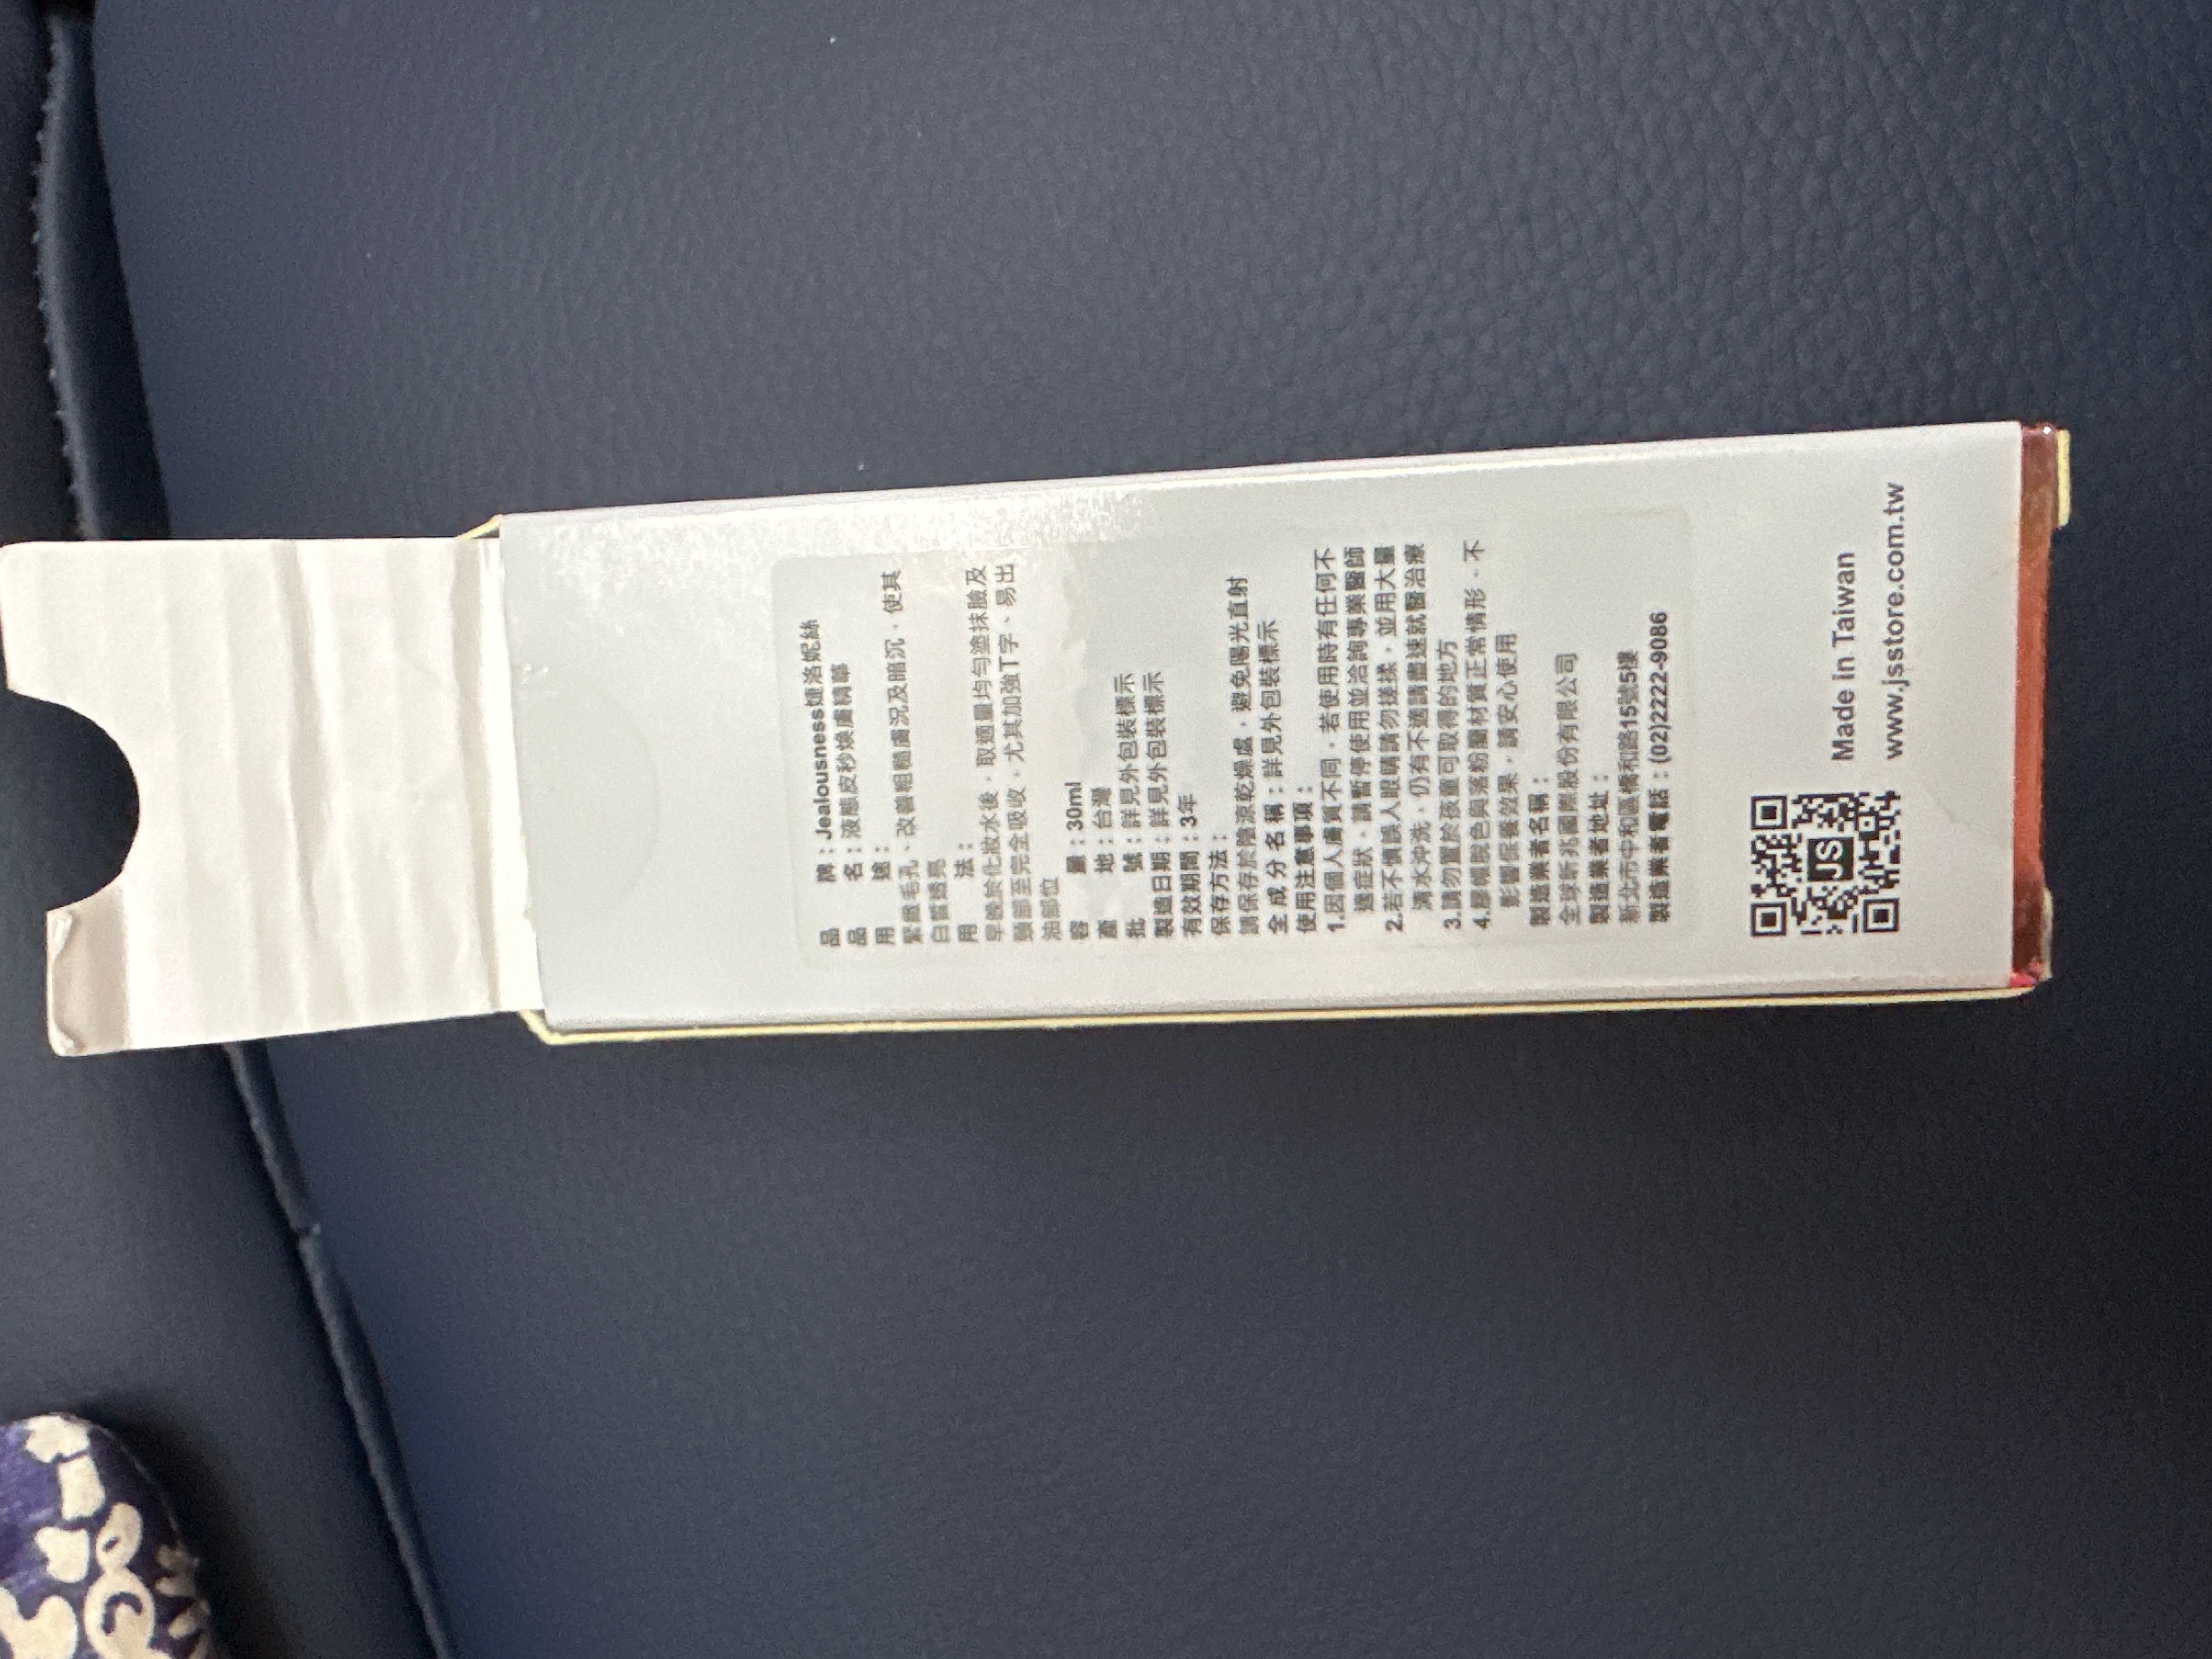 品　　牌：Jealousness婕洛妮絲
品　　名：液態皮秒煥膚精華
用　　途：
緊緻毛孔、改善粗糙膚況及暗沉，使其
白皙透亮
用　　法：
早晚於化妝水後，取適量均勻塗抹臉及
頸部至完全吸收，尤其加強T字、易出
油部位
容　　量：30ml
產　　地：台灣
批　　號：詳見外包裝標示
製造日期：詳見外包裝標示
有效期間：3年
保存方法：
請保存於陰涼乾燥處，避免陽光直射
全成分名稱：詳見外包裝標示
使用注意事項：
1.因個人膚質不同，若使用時有任何不
適症狀，請暫停使用並洽詢專業醫師
2.若不慎誤入眼睛請勿搓揉，並用大量
清水沖洗，仍有不適請盡速就醫治療
3.請勿置於孩童可取得的地方
4.膠帽脫色與落粉屬材質正常情形，不
影響保養效果，請安心使用
製造業者名稱：
全球新兆國際股份有限公司
製造業者地址：
新北市中和區橋和路15號5樓
製造業者電話：(02)2222-9086
JS
Made in Taiwan
www.jsstore.com.tw